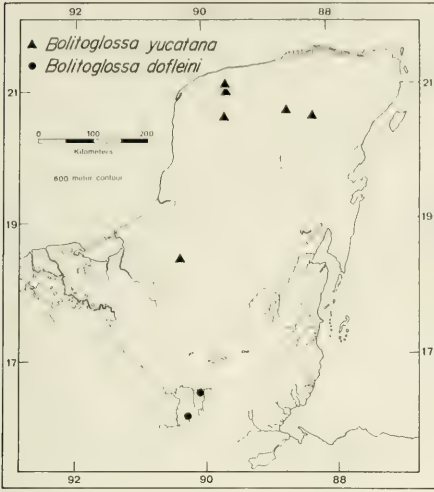 92 90 88
▲ Bolitoglossa yucatana
● Bolitoglossa dofleini
21 21
0 100 200
Kilometers
600 meter contour
19 19
17 17
92 90 88